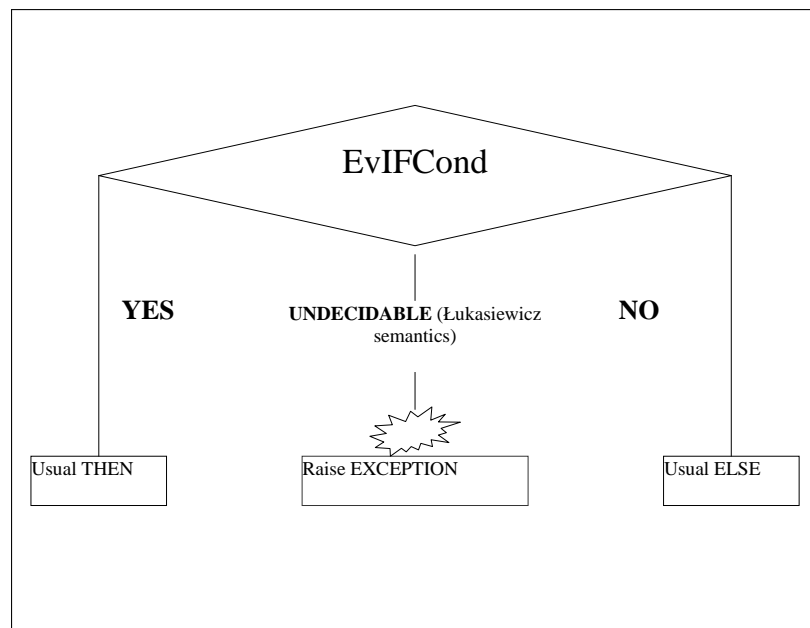 EvIFCond
YES
UNDECIDABLE (Łukasiewicz
semantics)
NO
Usual THEN
Raise EXCEPTION
Usual ELSE